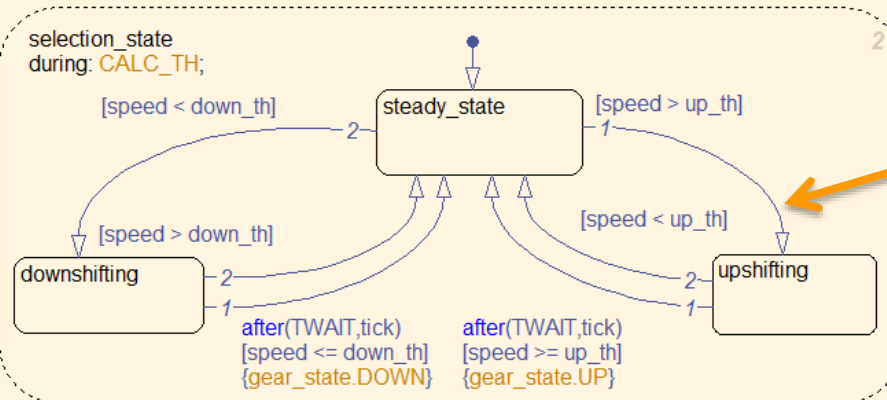 selection_state
2
during: CALC_TH;
[speed < down_th]
steady_state
[speed > up_th]
2
1
[speed > down_th]
[speed < up_th]
downshifting
2
1
upshifting
2
1
after(TWAIT,tick)
[speed <= down_th]
{gear_state.DOWN}
after(TWAIT,tick)
[speed >= up_th]
{gear_state.UP}